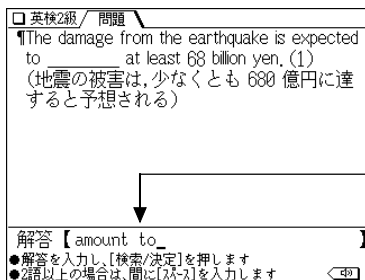 □ 英検2級/ 問題
¶The damage from the earthquake is expected
to ________ at least 68 billion yen. (1)
(地震の被害は,少なくとも 680 億円に達
すると予想される)
解答【amount to_ 】
●解答を入力し、[検索/決定]を押します
●2語以上の場合は、間に[スペース]を入力します